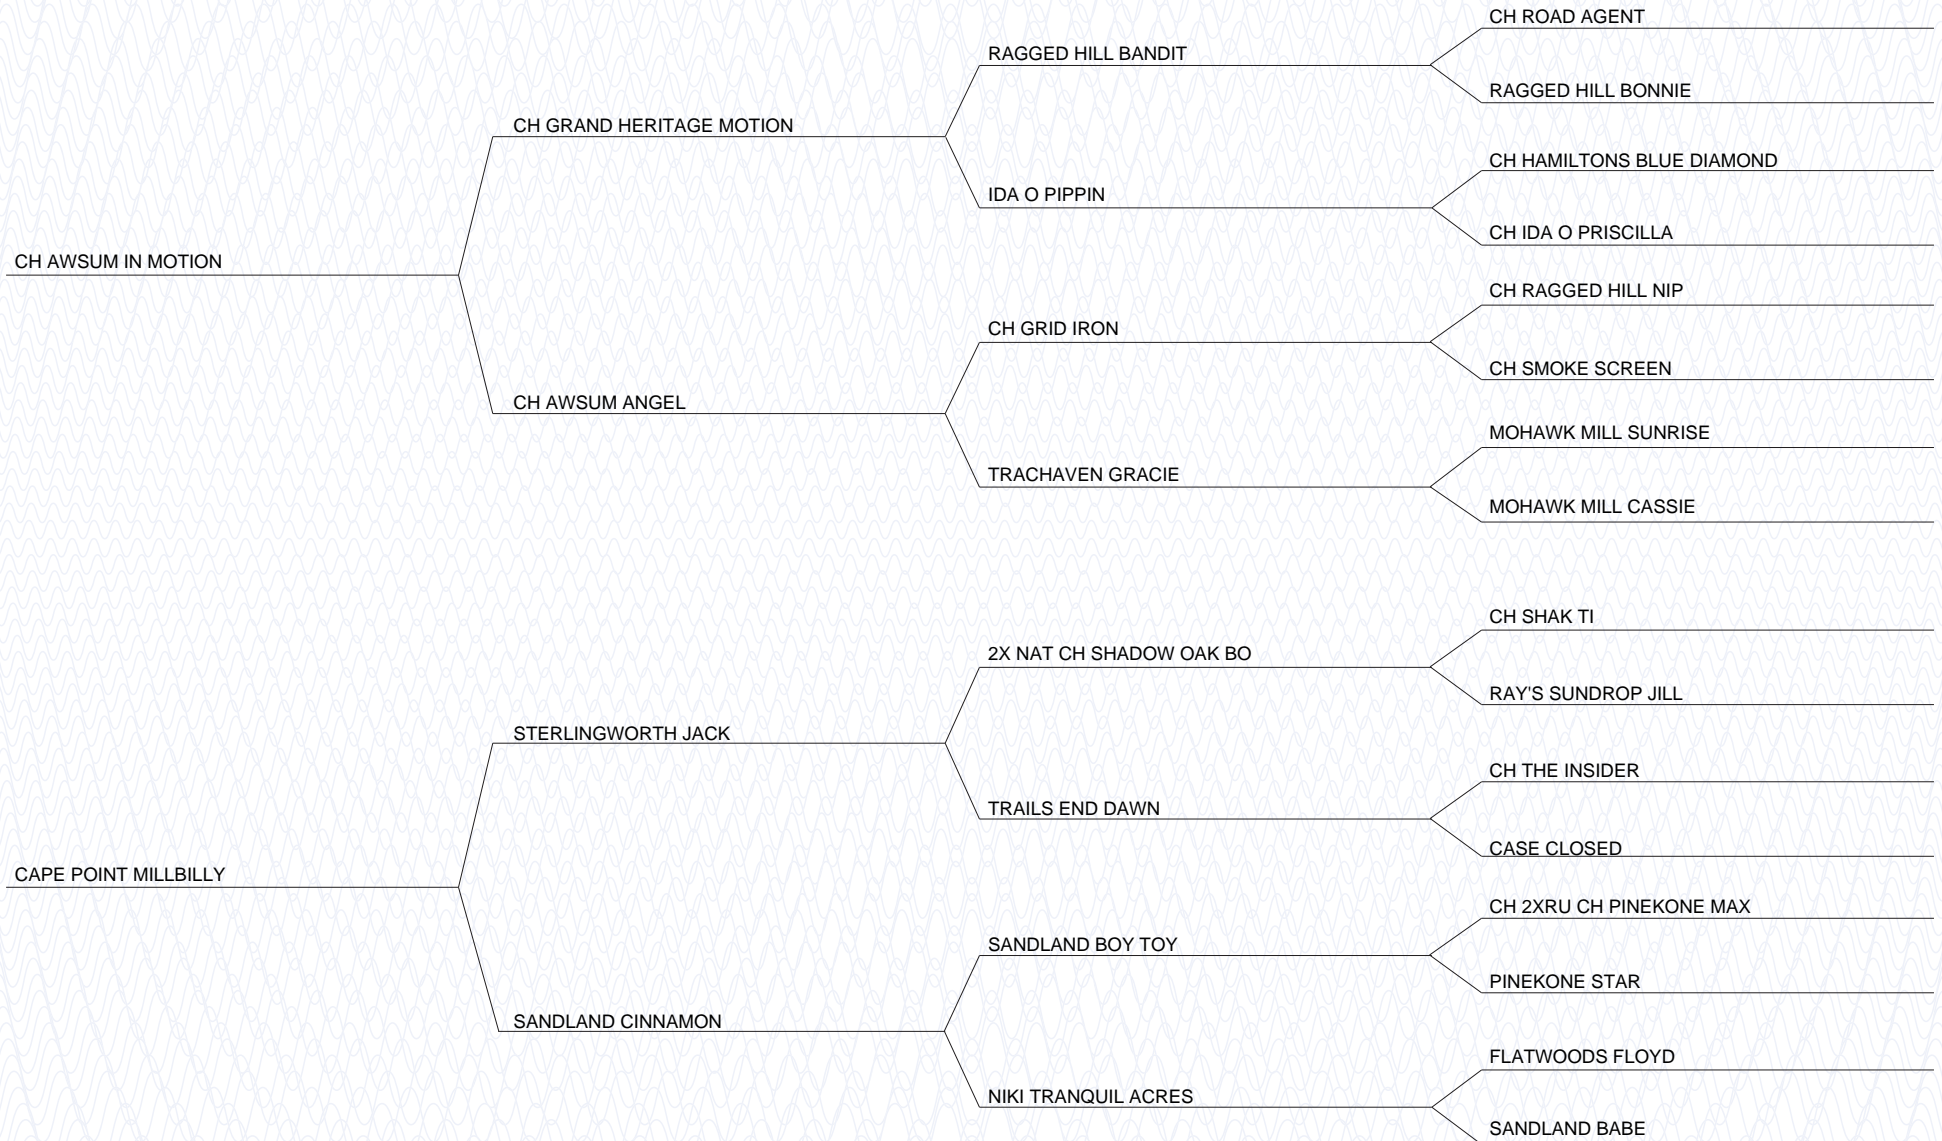 CH ROAD AGENT
RAGGED HILL BANDIT
RAGGED HILL BONNIE
CH GRAND HERITAGE MOTION
CH HAMILTONS BLUE DIAMOND
IDA O PIPPIN
CH IDA O PRISCILLA
CH AWSUM IN MOTION
CH RAGGED HILL NIP
CH GRID IRON
CH SMOKE SCREEN
CH AWSUM ANGEL
MOHAWK MILL SUNRISE
TRACHAVEN GRACIE
MOHAWK MILL CASSIE
CH SHAK TI
2X NAT CH SHADOW OAK BO
RAY'S SUNDROP JILL
STERLINGWORTH JACK
CH THE INSIDER
TRAILS END DAWN
CASE CLOSED
CAPE POINT MILLBILLY
CH 2XRU CH PINEKONE MAX
SANDLAND BOY TOY
PINEKONE STAR
SANDLAND CINNAMON
FLATWOODS FLOYD
NIKI TRANQUIL ACRES
SANDLAND BABE